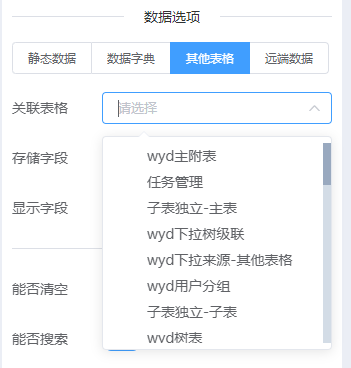 数据选项
静态数据 数据字典 其他表格 远端数据
关联表格 请选择
wyd主附表
存储字段
任务管理
子表独立-主表
显示字段
wyd下拉树级联
wyd下拉来源-其他表格
能否清空
wyd用户分组
子表独立-子表
能否搜索
wyd树表